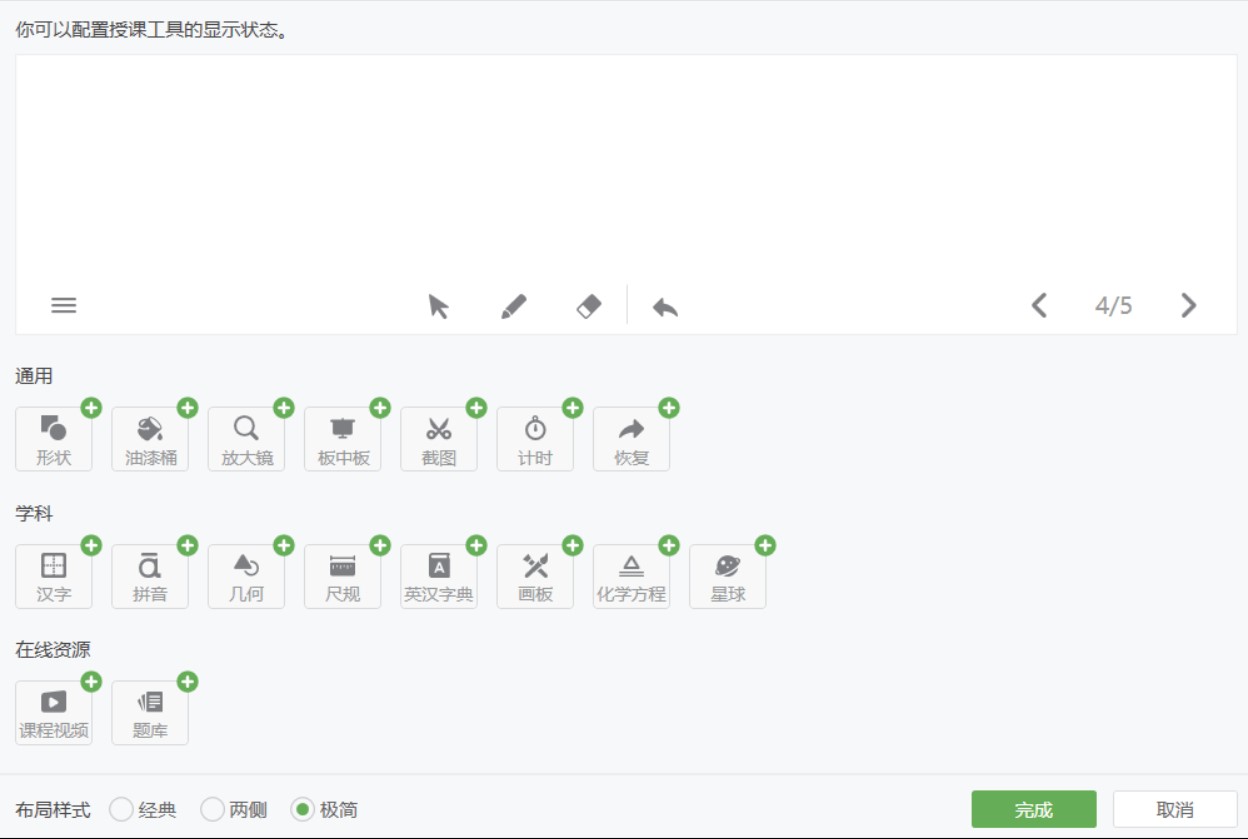 你可以配置授课工具的显示状态。
4/5
通用
形状 油漆桶 放大镜 板中板 截图 计时 恢复
学科
汉字 拼音 几何 尺规 英汉字典 画板 化学方程 星球
在线资源
课程视频 题库
布局样式 经典 两侧 极简 完成 取消